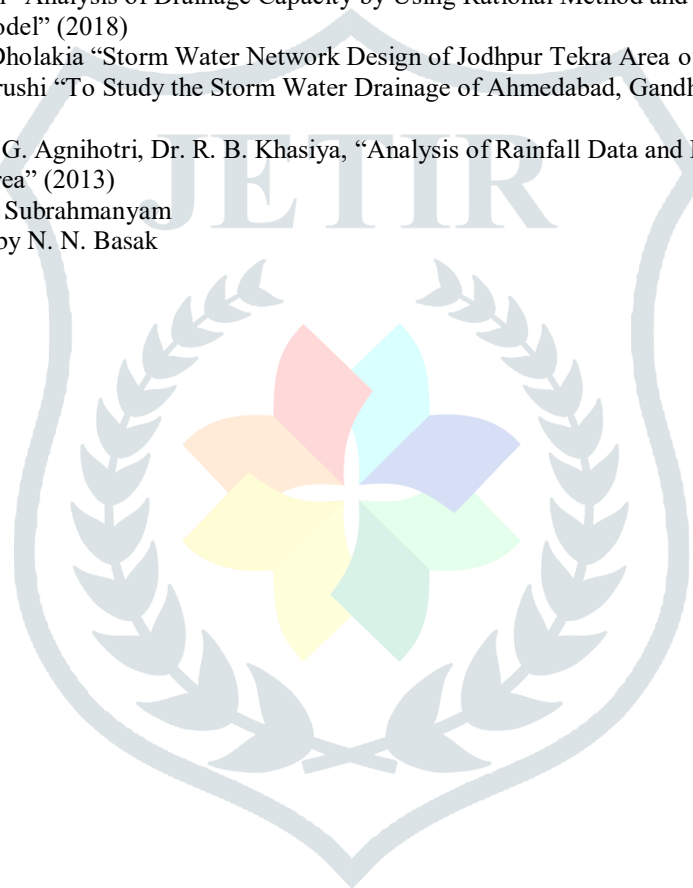 "Analysis of Drainage Capacity by Using Rational Method and
odel” (2018)
Dholakia “Storm Water Network Design of Jodhpur Tekra Area o
rushi “To Study the Storm Water Drainage of Ahmedabad, Gandh
G. Agnihotri, Dr. R. B. Khasiya, “Analysis of Rainfall Data and
rea” (2013)
Subrahmanyam
by N. N. Basak
JETIR